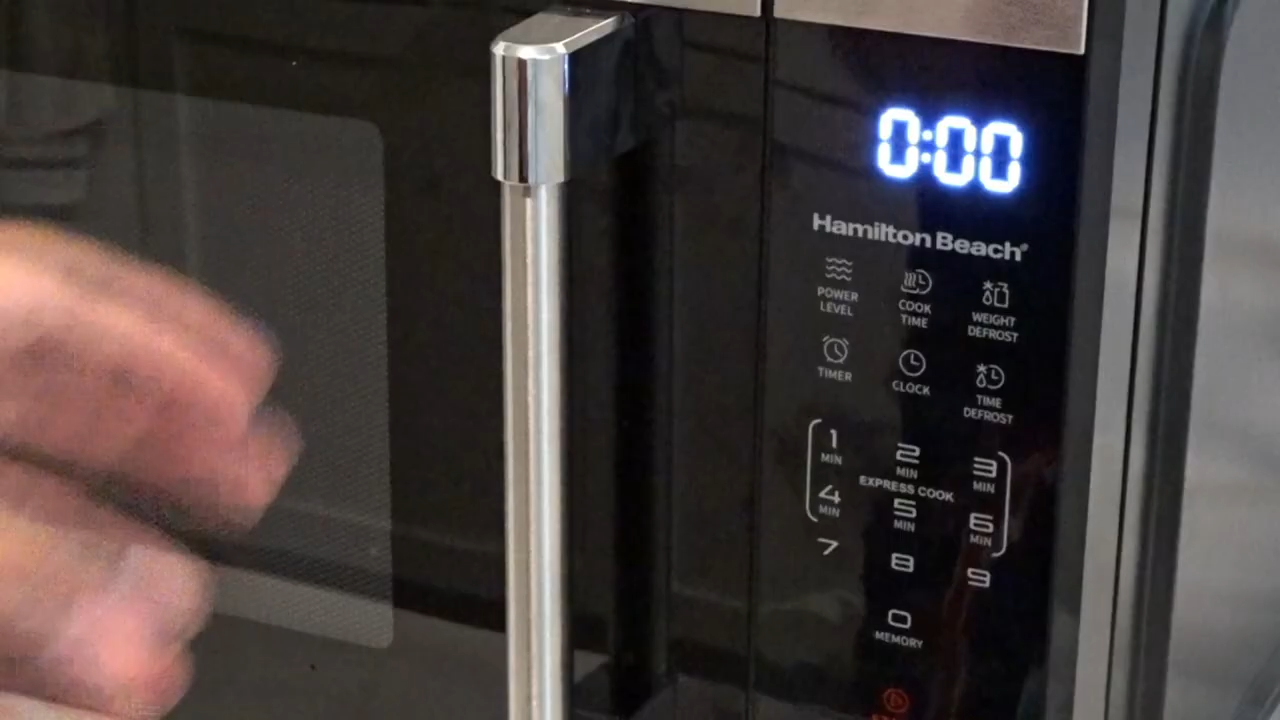 0:00
Hamilton Beach®
POWER LEVEL
COOK TIME
WEIGHT DEFROST
TIMER
CLOCK
TIME DEFROST
1 MIN
2 MIN
3 MIN
EXPRESS COOK
4 MIN
5 MIN
6 MIN
7
8
9
0
MEMORY